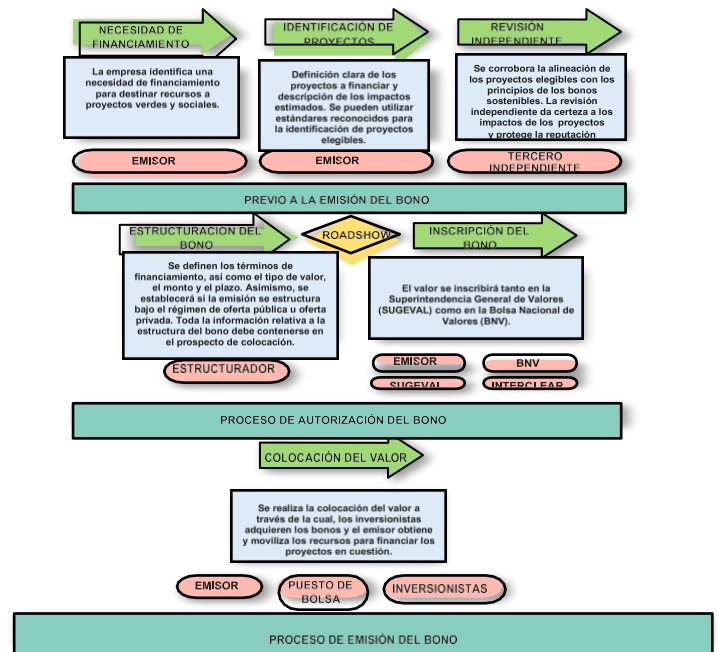 NECESIDAD DE
FINANCIAMIENTO
La empresa identifica una
necesidad de financiamiento
para destinar recursos a
proyectos verdes y sociales.
EMISOR
IDENTIFICACIÓN DE
PROYECTOS
Definición clara de los
proyectos a financiar y
descripción de los impactos
estimados. Se pueden utilizar
estándares reconocidos para
la identificación de proyectos
elegibles.
EMISOR
REVISIÓN
INDEPENDIENTE
Se corrobora la alineación de
los proyectos elegibles con los
principios de los bonos
sostenibles. La revisión
independiente da certeza a los
impactos de los proyectos
y protege la reputación
TERCERO
INDEPENDIENTE
PREVIO A LA EMISIÓN DEL BONO
ESTRUCTURACIÓN DEL
BONO
Se definen los términos de
financiamiento, así como el tipo de valor,
el monto y el plazo. Asimismo, se
establecerá si la emisión se estructura
bajo el régimen de oferta pública u oferta
privada. Toda la información relativa a la
estructura del bono debe contenerse en
el prospecto de colocación.
ESTRUCTURADOR
ROADSHOW
INSCRIPCIÓN DEL
BONO
El valor se inscribirá tanto en la
Superintendencia General de Valores
(SUGEVAL) como en la Bolsa Nacional de
Valores (BNV).
EMISOR
BNV
SUGEVAL
INTERCLEAR
PROCESO DE AUTORIZACIÓN DEL BONO
COLOCACIÓN DEL VALOR
Se realiza la colocación del valor a
través de la cual, los inversionistas
adquieren los bonos y el emisor obtiene
y moviliza los recursos para financiar los
proyectos en cuestión.
EMISOR
PUESTO DE
BOLSA
INVERSIONISTAS
PROCESO DE EMISIÓN DEL BONO